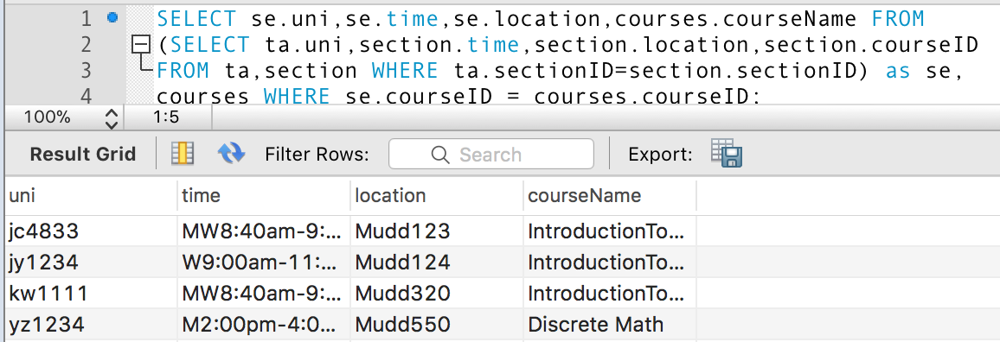 1 SELECT se.uni,se.time,se.location,courses.courseName FROM
2 (SELECT ta.uni,section.time,section.location,section.courseID
3 FROM ta,section WHERE ta.sectionID=section.sectionID) as se,
4 courses WHERE se.courseID = courses.courseID;
100% 1:5
Result Grid Filter Rows: Search Export:
uni time location courseName
jc4833 MW8:40am-9:... Mudd123 IntroductionTo...
jy1234 W9:00am-11:... Mudd124 IntroductionTo...
kw1111 MW8:40am-9:... Mudd320 IntroductionTo...
yz1234 M2:00pm-4:0... Mudd550 Discrete Math